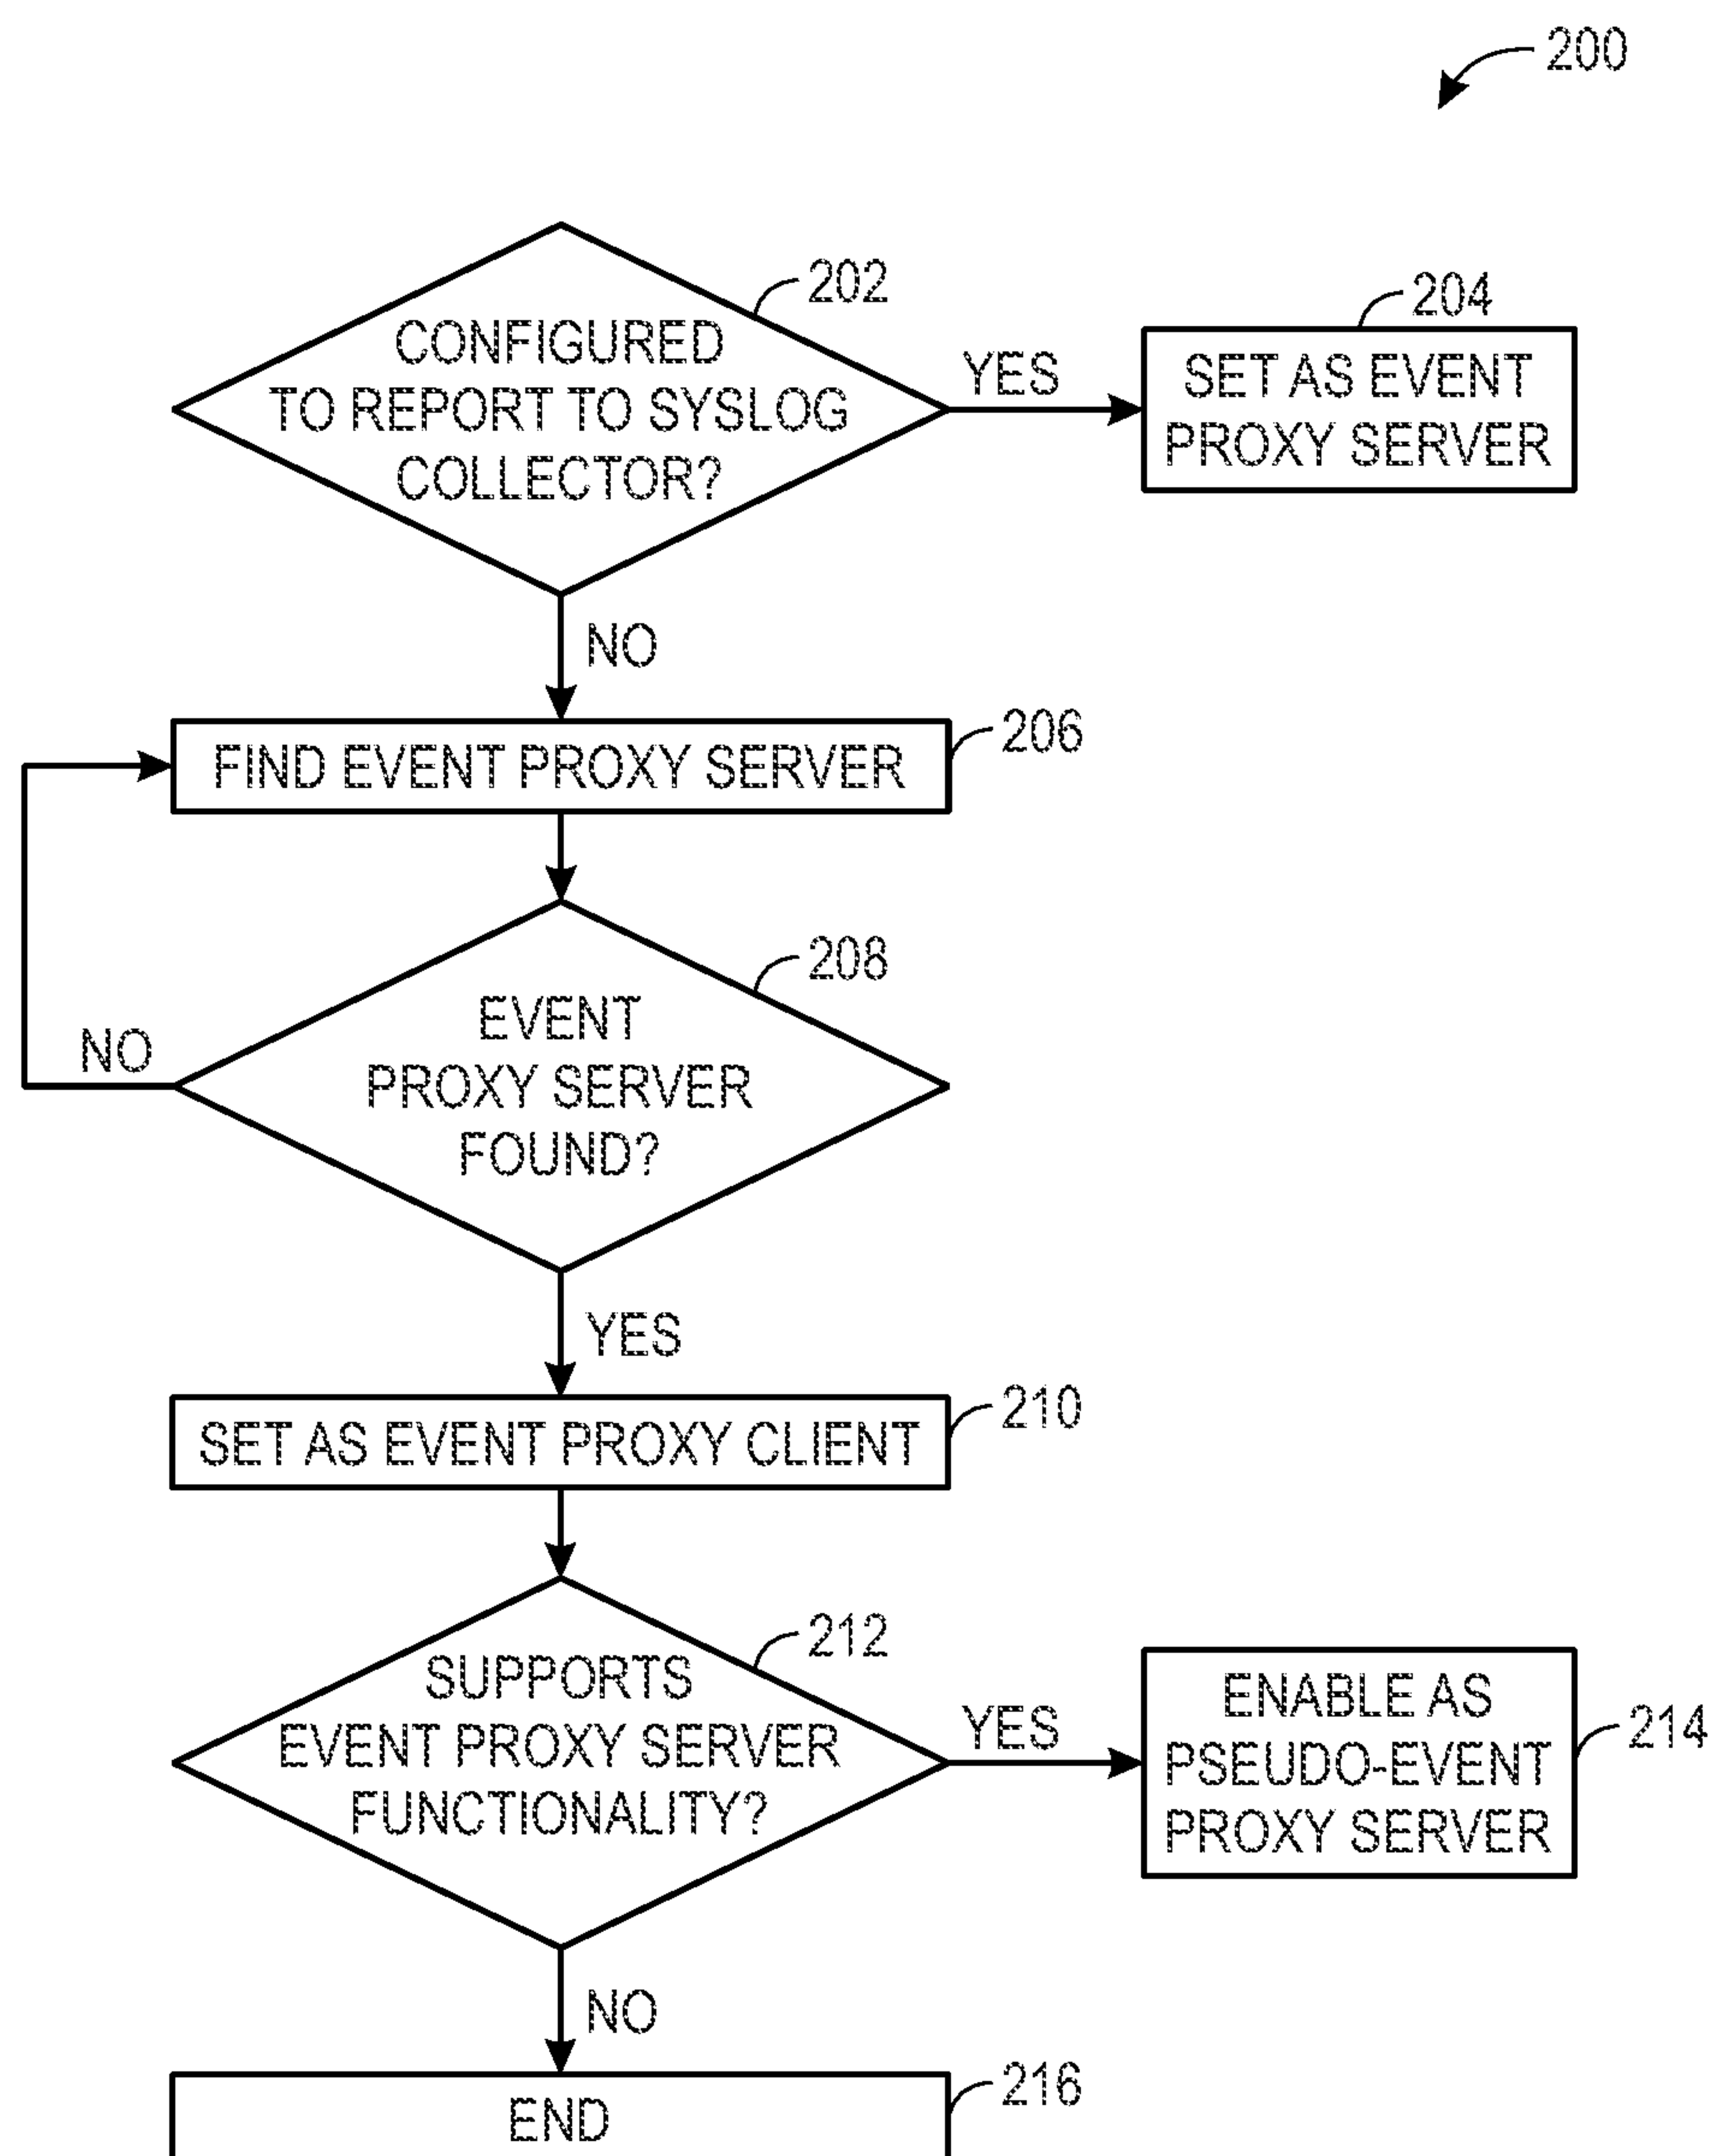 200
202
CONFIGURED
TO REPORT TO SYSLOG
COLLECTOR?
YES
204
SET AS EVENT
PROXY SERVER
NO
206
FIND EVENT PROXY SERVER
208
EVENT
PROXY SERVER
FOUND?
NO
YES
210
SET AS EVENT PROXY CLIENT
212
SUPPORTS
EVENT PROXY SERVER
FUNCTIONALITY?
YES
ENABLE AS
PSEUDO-EVENT
PROXY SERVER
214
NO
216
END